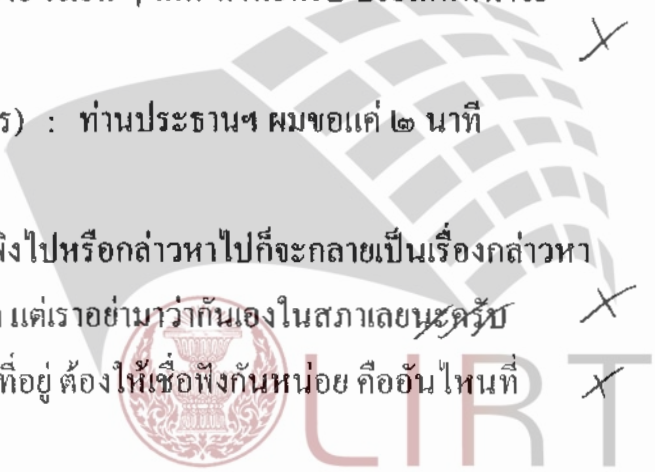 ร) : ท่านประธานฯ ผมขอแค่ ๒ นาที
ไปหรือกล่าวหาไปก็จะกลายเป็นเรื่องกล่าวหา
แต่เราอย่ามาว่ากันเองในสภาเลยนะครับ
ที่อยู่ ต้องให้เชื่อฟังกันหน่อย คืออันไหนที่
LIRT